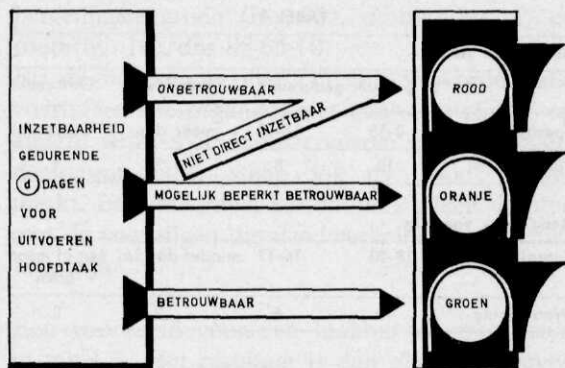 INZETBAARHEID
GEDURENDE
d DAGEN
VOOR
UITVOEREN
HOOFDTAAK
ONBETROUWBAAR
NIET DIRECT INZETBAAR
MOGELIJK BEPERKT BETROUWBAAR
BETROUWBAAR
ROOD
ORANJE
GROEN